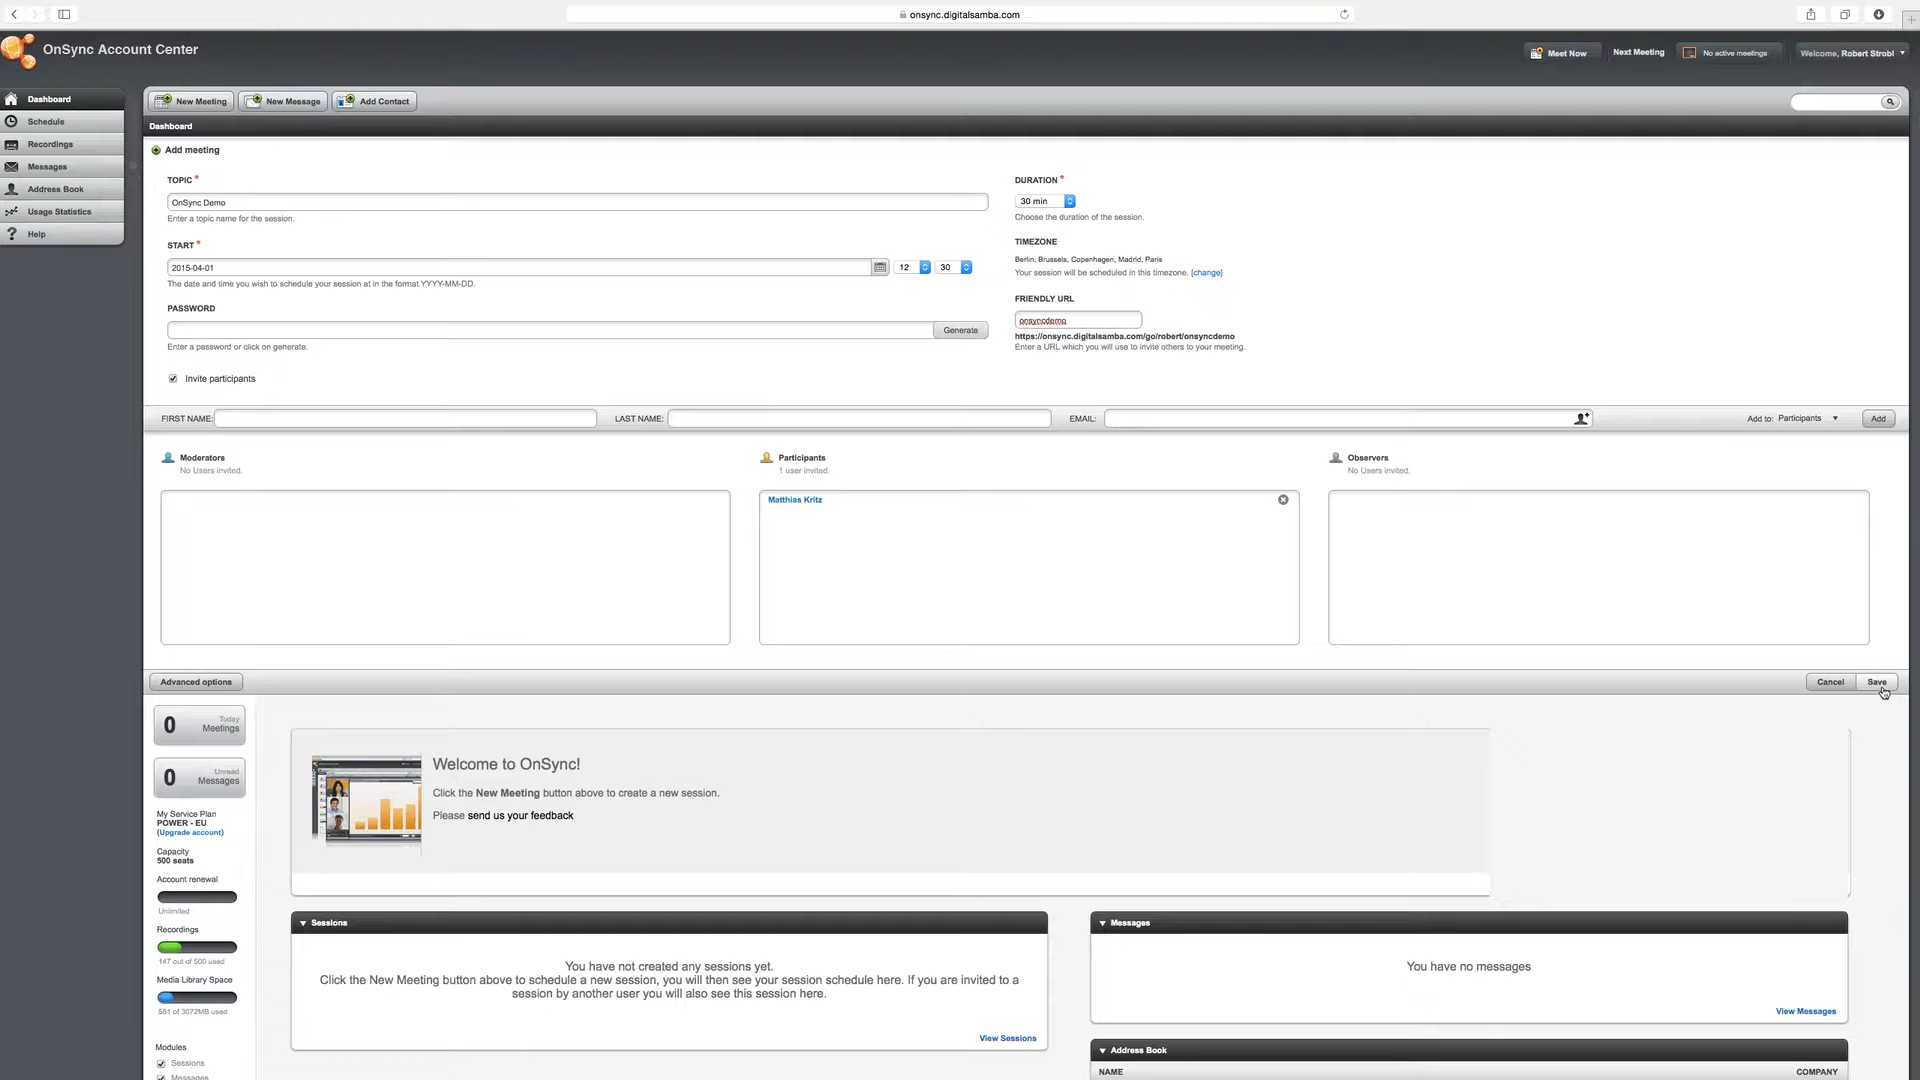 onsync.digitalsamba.com
OnSync Account Center
Meet Now
Next Meeting
No active meetings
Welcome, Robert Strobl
Dashboard
Schedule
Recordings
Messages
Address Book
Usage Statistics
? Help
New Meeting
New Message
Add Contact
Dashboard
Add meeting
TOPIC *
OnSync Demo
Enter a topic name for the session.
START *
2015-04-01
12
30
The date and time you wish to schedule your session at in the format YYYY-MM-DD.
PASSWORD
Generate
Enter a password or click on generate.
Invite participants
DURATION *
30 min
Choose the duration of the session.
TIMEZONE
Berlin, Brussels, Copenhagen, Madrid, Paris
Your session will be scheduled in this timezone. [change]
FRIENDLY URL
onsyncdemo
https://onsync.digitalsamba.com/go/robert/onsyncdemo
Enter a URL which you will use to invite others to your meeting.
FIRST NAME:
LAST NAME:
EMAIL:
Add to: Participants
Add
Moderators
No Users invited.
Participants
1 user invited.
Matthias Kritz
Observers
No Users invited.
Advanced options
Cancel
Save
0 Today Meetings
0 Unread Messages
My Service Plan
POWER - EU
(Upgrade account)
Capacity
500 seats
Account renewal
Unlimited
Recordings
147 out of 500 used
Media Library Space
581 of 3072MB used
Modules
Sessions
Messages
Welcome to OnSync!
Click the New Meeting button above to create a new session.
Please send us your feedback
Sessions
You have not created any sessions yet.
Click the New Meeting button above to schedule a new session, you will then see your session schedule here. If you are invited to a
session by another user you will also see this session here.
View Sessions
Messages
You have no messages
View Messages
Address Book
NAME
COMPANY